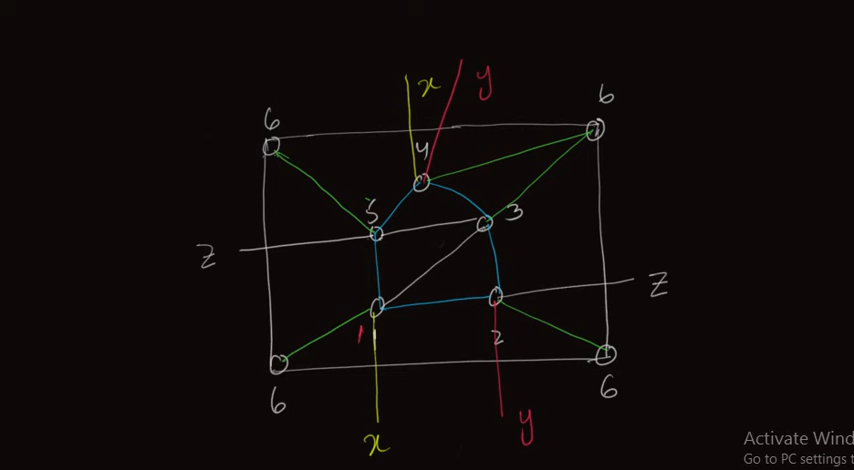 x y
6 6
4
5 3
z z
1 2
6 6
x y
Activate Wind
Go to PC settings t